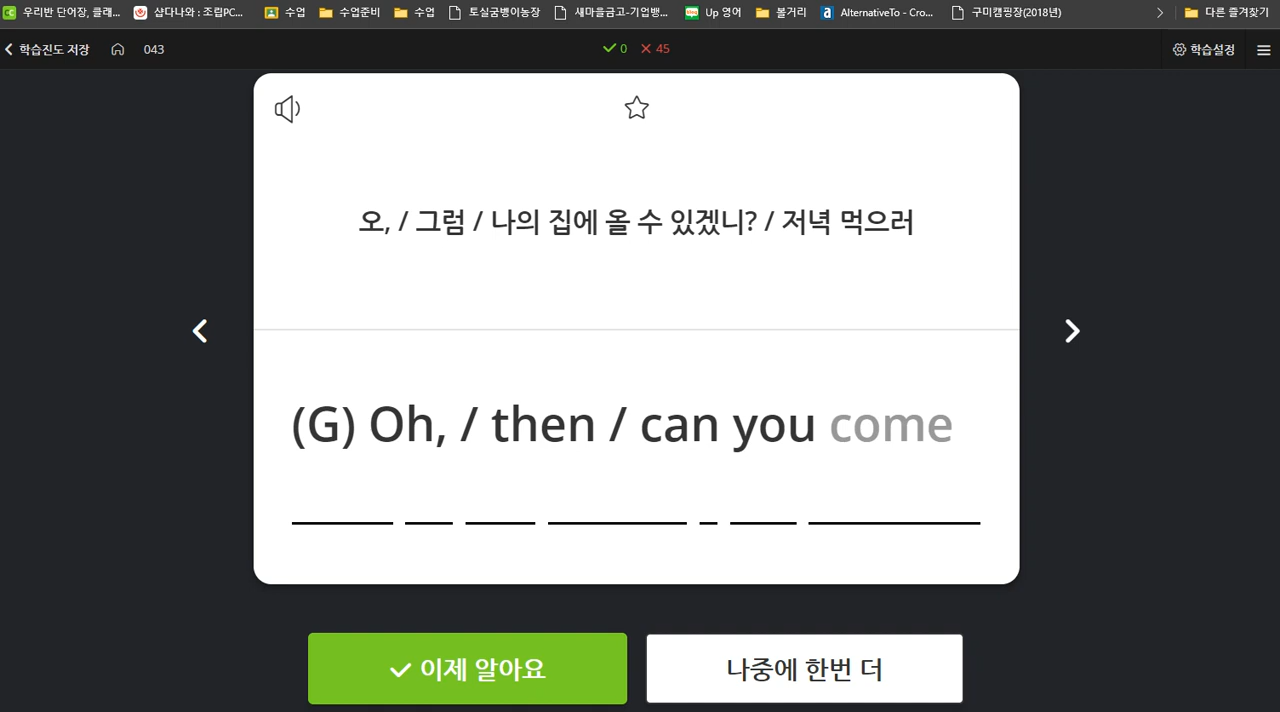 우리반 단어장, 클래... 샵다나와 : 조립PC... 수업 수업준비 수업 토실굼벵이농장 새마을금고-기업뱅... Up 영어 볼거리 AlternativeTo - Cro... 구미캠핑장(2018년) 다른 즐겨찾기
학습진도 저장 043 0 45 학습설정
오, / 그럼 / 나의 집에 올 수 있겠니? / 저녁 먹으러
(G) Oh, / then / can you come
이제 알아요 나중에 한번 더